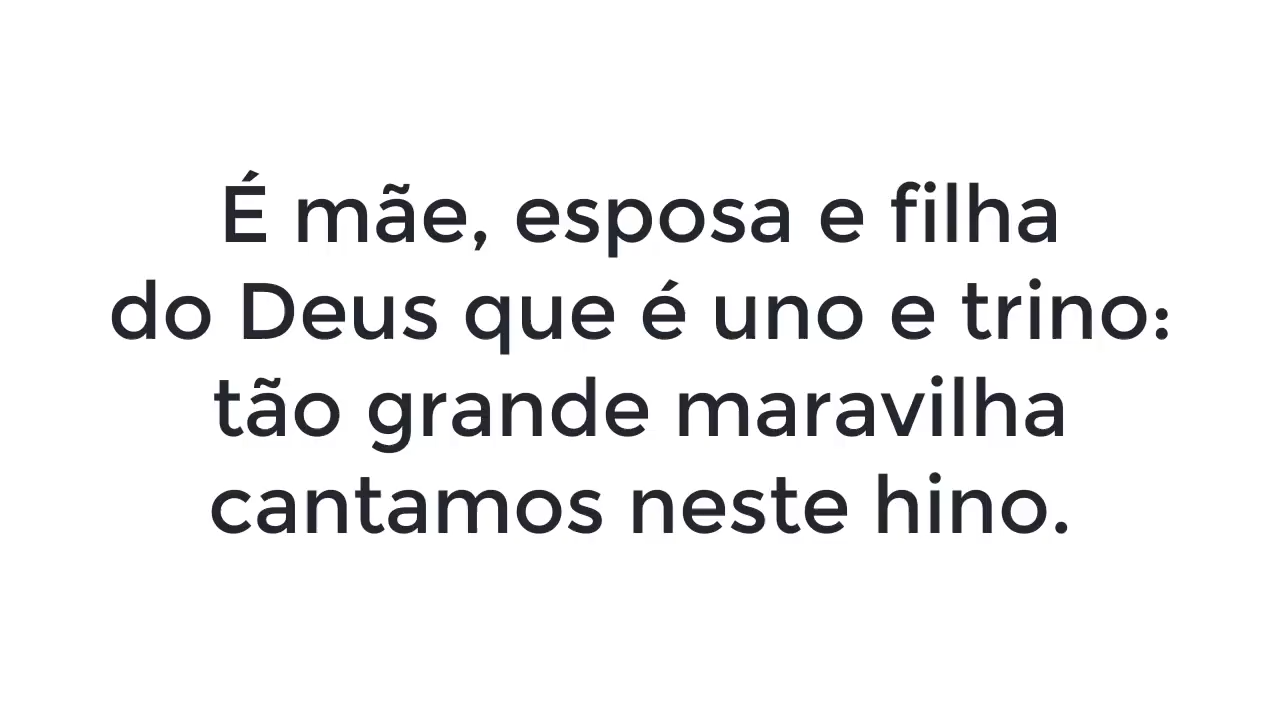 É mãe, esposa e filha
do Deus que é uno e trino:
tão grande maravilha
cantamos neste hino.